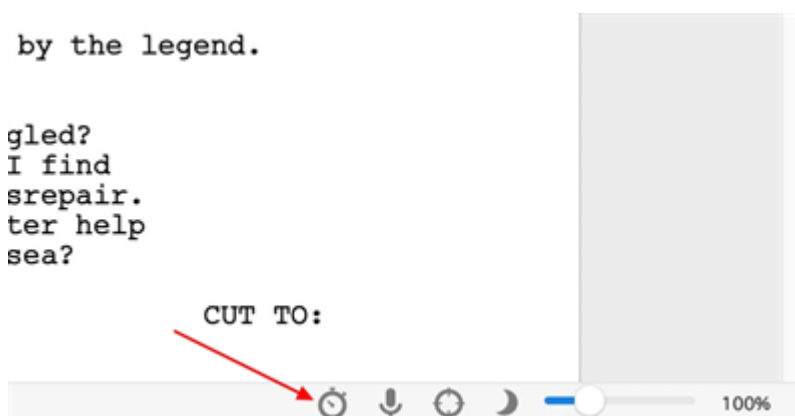 by the legend.
gled?
I find
srepair.
ter help
sea?
CUT TO:
100%